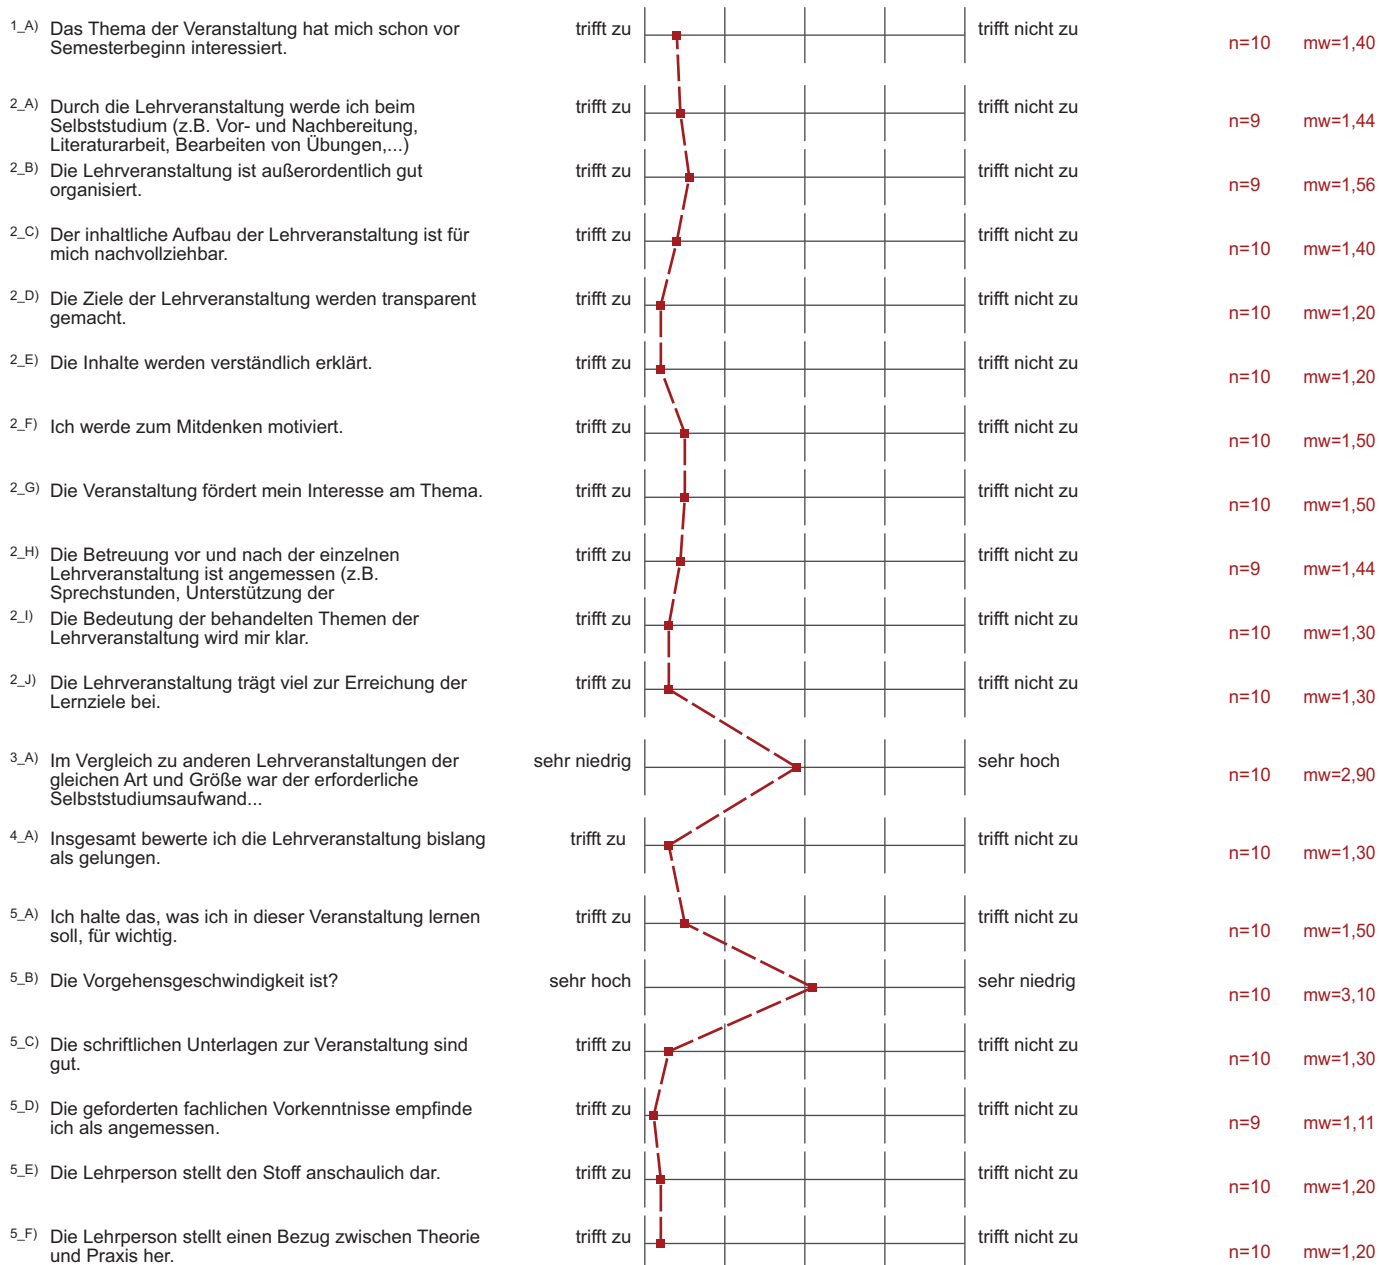 1_A) Das Thema der Veranstaltung hat mich schon vor trifft zu trifft nicht zu
Semesterbeginn interessiert. n=10 mw=1,40
2_A) Durch die Lehrveranstaltung werde ich beim trifft zu trifft nicht zu
Selbststudium (z.B. Vor- und Nachbereitung, n=9 mw=1,44
Literaturarbeit, Bearbeiten von Übungen,...)
2_B) Die Lehrveranstaltung ist außerordentlich gut trifft zu trifft nicht zu
organisiert. n=9 mw=1,56
2_C) Der inhaltliche Aufbau der Lehrveranstaltung ist für trifft zu trifft nicht zu
mich nachvollziehbar. n=10 mw=1,40
2_D) Die Ziele der Lehrveranstaltung werden transparent trifft zu trifft nicht zu
gemacht. n=10 mw=1,20
2_E) Die Inhalte werden verständlich erklärt. trifft zu trifft nicht zu
n=10 mw=1,20
2_F) Ich werde zum Mitdenken motiviert. trifft zu trifft nicht zu
n=10 mw=1,50
2_G) Die Veranstaltung fördert mein Interesse am Thema. trifft zu trifft nicht zu
n=10 mw=1,50
2_H) Die Betreuung vor und nach der einzelnen trifft zu trifft nicht zu
Lehrveranstaltung ist angemessen (z.B. n=9 mw=1,44
Sprechstunden, Unterstützung der
2_I) Die Bedeutung der behandelten Themen der trifft zu trifft nicht zu
Lehrveranstaltung wird mir klar. n=10 mw=1,30
2_J) Die Lehrveranstaltung trägt viel zur Erreichung der trifft zu trifft nicht zu
Lernziele bei. n=10 mw=1,30
3_A) Im Vergleich zu anderen Lehrveranstaltungen der sehr niedrig sehr hoch
gleichen Art und Größe war der erforderliche n=10 mw=2,90
Selbststudiumsaufwand...
4_A) Insgesamt bewerte ich die Lehrveranstaltung bislang trifft zu trifft nicht zu
als gelungen. n=10 mw=1,30
5_A) Ich halte das, was ich in dieser Veranstaltung lernen trifft zu trifft nicht zu
soll, für wichtig. n=10 mw=1,50
5_B) Die Vorgehensgeschwindigkeit ist? sehr hoch sehr niedrig
n=10 mw=3,10
5_C) Die schriftlichen Unterlagen zur Veranstaltung sind trifft zu trifft nicht zu
gut. n=10 mw=1,30
5_D) Die geforderten fachlichen Vorkenntnisse empfinde trifft zu trifft nicht zu
ich als angemessen. n=9 mw=1,11
5_E) Die Lehrperson stellt den Stoff anschaulich dar. trifft zu trifft nicht zu
n=10 mw=1,20
5_F) Die Lehrperson stellt einen Bezug zwischen Theorie trifft zu trifft nicht zu
und Praxis her. n=10 mw=1,20